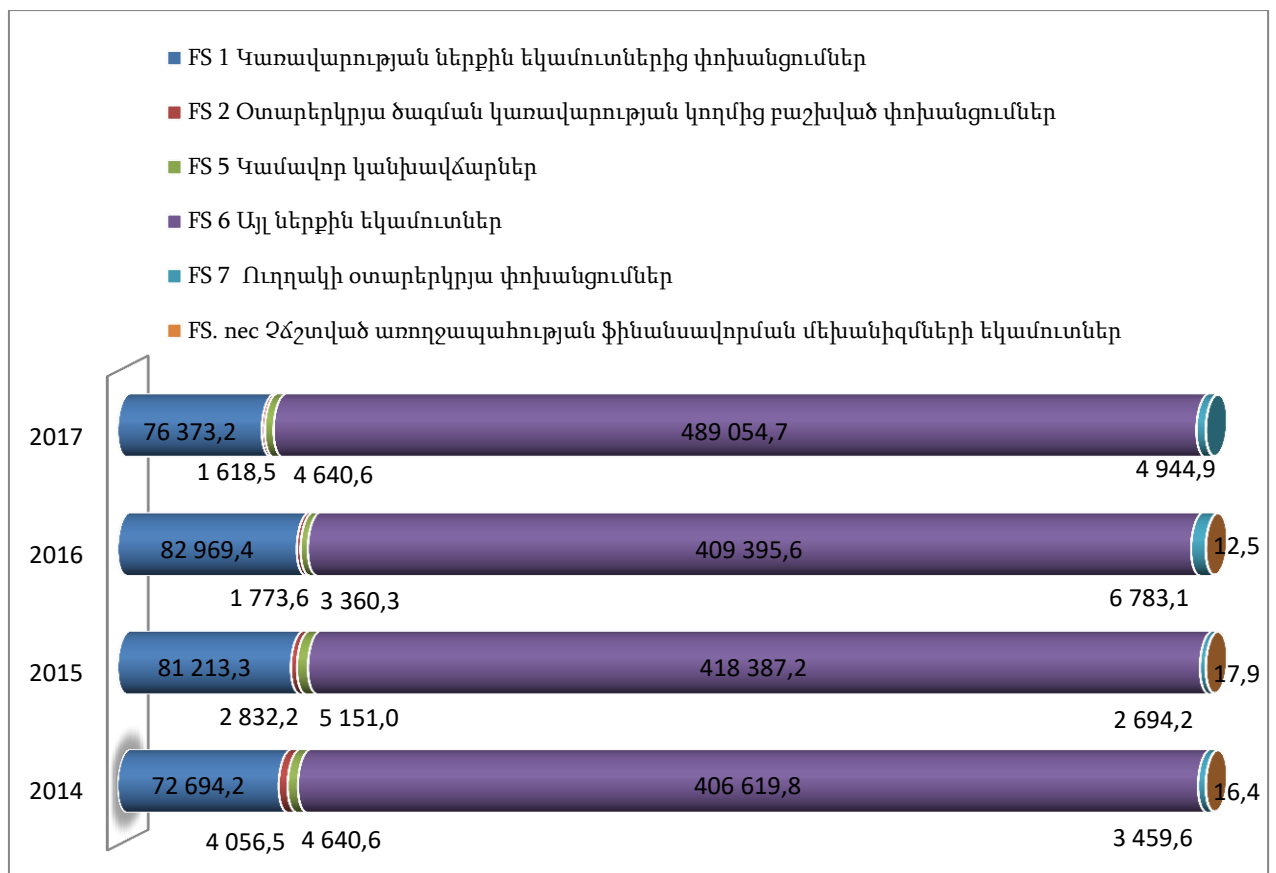 FS 1 Կառավարության ներքին եկամուտներից փոխանցումներ
FS 2 Օտարերկրյա ծագման կառավարության կողմից բաշխված փոխանցումներ
FS 5 Կամավոր կանխավճարներ
FS 6 Այլ ներքին եկամուտներ
FS 7 Ուղղակի օտարերկրյա փոխանցումներ
FS. nec Չճշտված առողջապահության ֆինանսավորման մեխանիզմների եկամուտներ
2017 76 373,2 489 054,7
1 618,5 4 640,6 4 944,9
2016 82 969,4 409 395,6 12,5
1 773,6 3 360,3 6 783,1
2015 81 213,3 418 387,2 17,9
2 832,2 5 151,0 2 694,2
2014 72 694,2 406 619,8 16,4
4 056,5 4 640,6 3 459,6